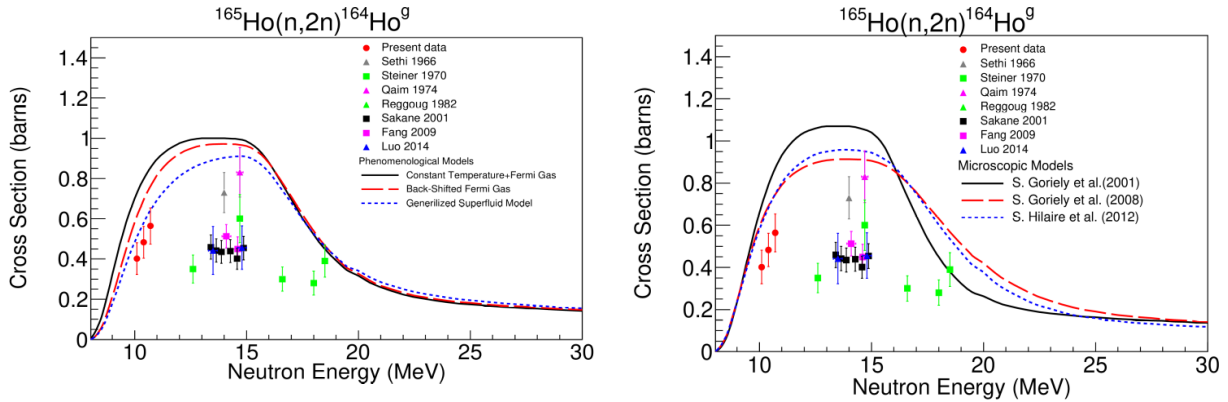 ¹⁶⁵Ho(n,2n)¹⁶⁴Hoᵍ
Cross Section (barns)
1.4
1.2
1
0.8
0.6
0.4
0.2
0
Present data
Sethi 1966
Steiner 1970
Qaim 1974
Reggoug 1982
Sakane 2001
Fang 2009
Luo 2014
Phenomenological Models
Constant Temperature+Fermi Gas
Back-Shifted Fermi Gas
Generilized Superfluid Model
10 15 20 25 30
Neutron Energy (MeV)
¹⁶⁵Ho(n,2n)¹⁶⁴Hoᵍ
Cross Section (barns)
1.4
1.2
1
0.8
0.6
0.4
0.2
0
Present data
Sethi 1966
Steiner 1970
Qaim 1974
Reggoug 1982
Sakane 2001
Fang 2009
Luo 2014
Microscopic Models
S. Goriely et al.(2001)
S. Goriely et al. (2008)
S. Hilaire et al. (2012)
10 15 20 25 30
Neutron Energy (MeV)